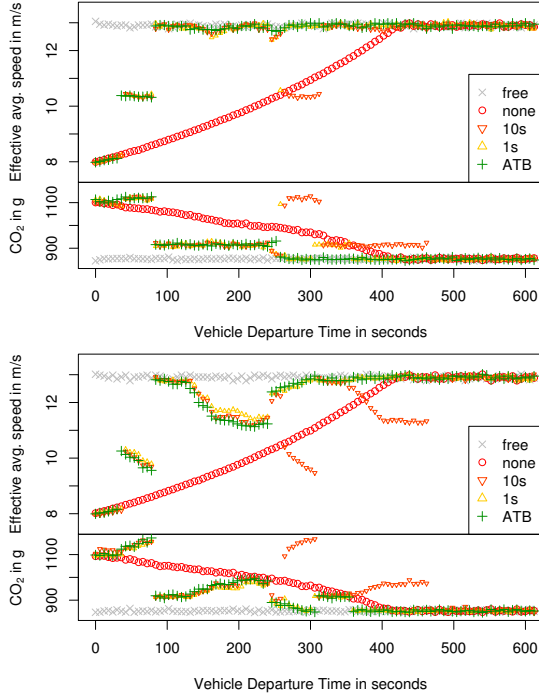 Effective avg. speed in m/s
13
12
10
8
free
none
10s
1s
ATB
CO2 in g
1100
900
0
100
200
300
400
500
600
Vehicle Departure Time in seconds
Effective avg. speed in m/s
12
10
8
free
none
10s
1s
ATB
CO2 in g
1100
900
0
100
200
300
400
500
600
Vehicle Departure Time in seconds